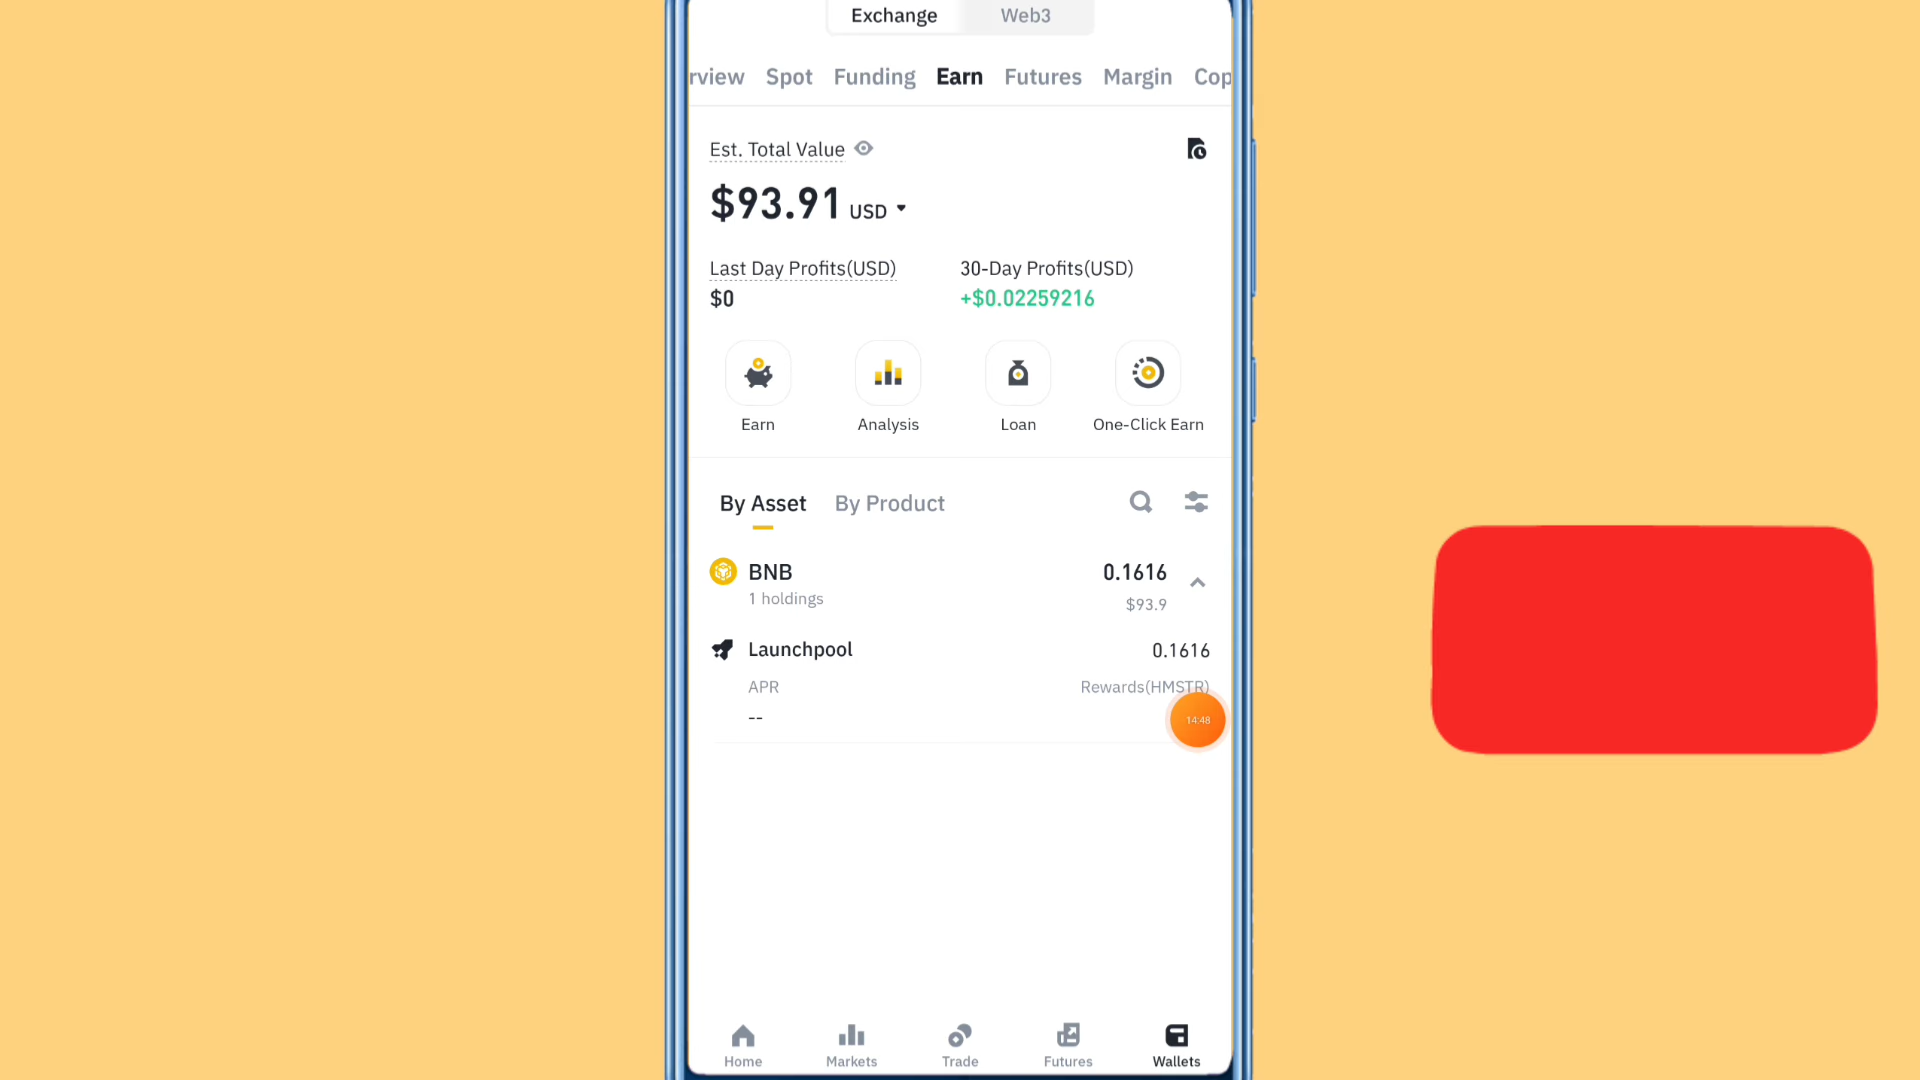 Exchange Web3
rview Spot Funding Earn Futures Margin Cop
Est. Total Value
$93.91 USD
Last Day Profits(USD) 30-Day Profits(USD)
$0 +$0.02259216
Earn Analysis Loan One-Click Earn
By Asset By Product
BNB 0.1616
1 holdings $93.9
Launchpool 0.1616
APR Rewards(HMSTR)
--
14:48
Home Markets Trade Futures Wallets